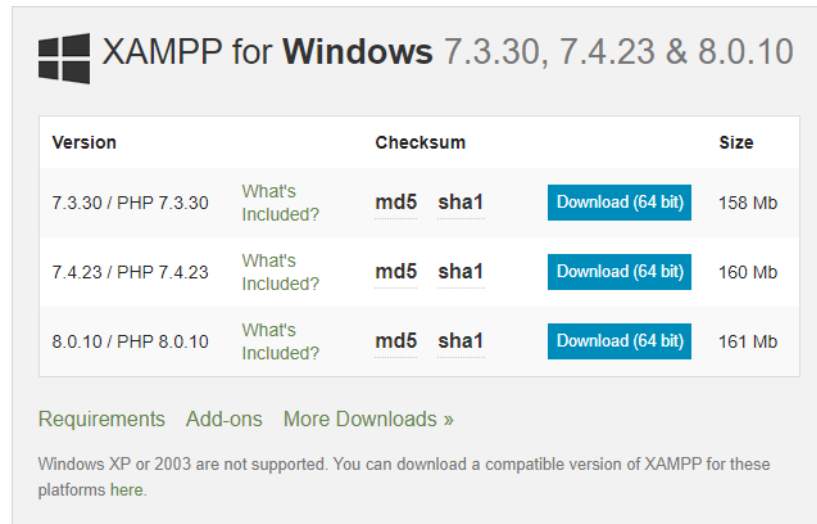 XAMPP for Windows 7.3.30, 7.4.23 & 8.0.10
Version Checksum Size
7.3.30 / PHP 7.3.30 What's Included? md5 sha1 Download (64 bit) 158 Mb
7.4.23 / PHP 7.4.23 What's Included? md5 sha1 Download (64 bit) 160 Mb
8.0.10 / PHP 8.0.10 What's Included? md5 sha1 Download (64 bit) 161 Mb
Requirements Add-ons More Downloads »
Windows XP or 2003 are not supported. You can download a compatible version of XAMPP for these
platforms here.